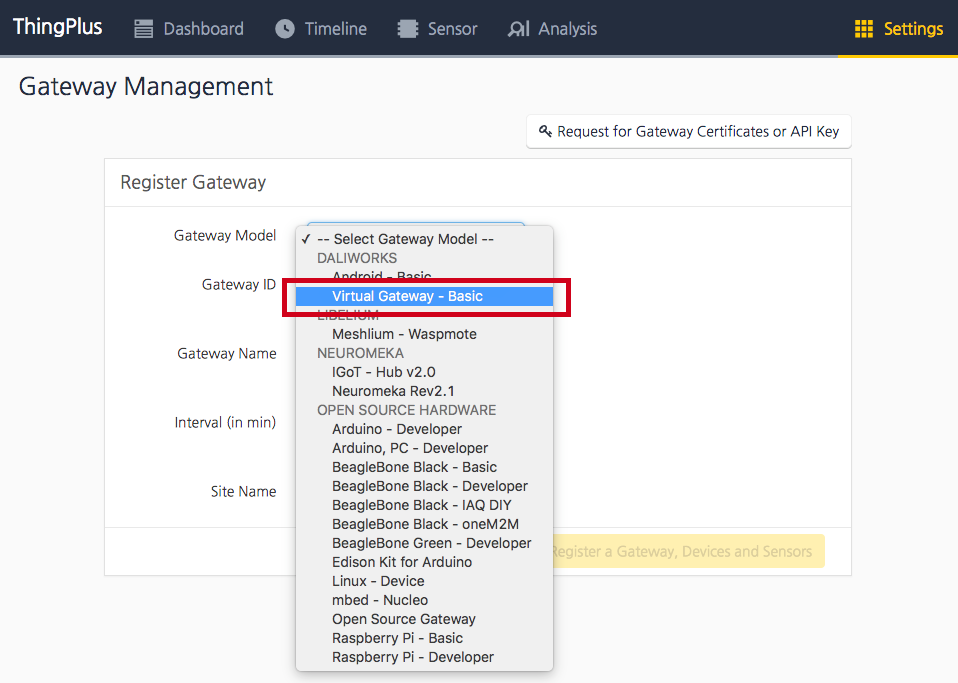 ThingPlus Dashboard Timeline Sensor Analysis Settings
Gateway Management
Request for Gateway Certificates or API Key
Register Gateway
Gateway Model
✓ -- Select Gateway Model --
DALIWORKS
Android - Basic
Gateway ID
Virtual Gateway - Basic
LIBELIUM
Meshlium - Waspmote
Gateway Name
NEUROMEKA
IGoT - Hub v2.0
Neuromeka Rev2.1
OPEN SOURCE HARDWARE
Interval (in min)
Arduino - Developer
Arduino, PC - Developer
BeagleBone Black - Basic
Site Name
BeagleBone Black - Developer
BeagleBone Black - IAQ DIY
BeagleBone Black - oneM2M
BeagleBone Green - Developer
Register a Gateway, Devices and Sensors
Edison Kit for Arduino
Linux - Device
mbed - Nucleo
Open Source Gateway
Raspberry Pi - Basic
Raspberry Pi - Developer